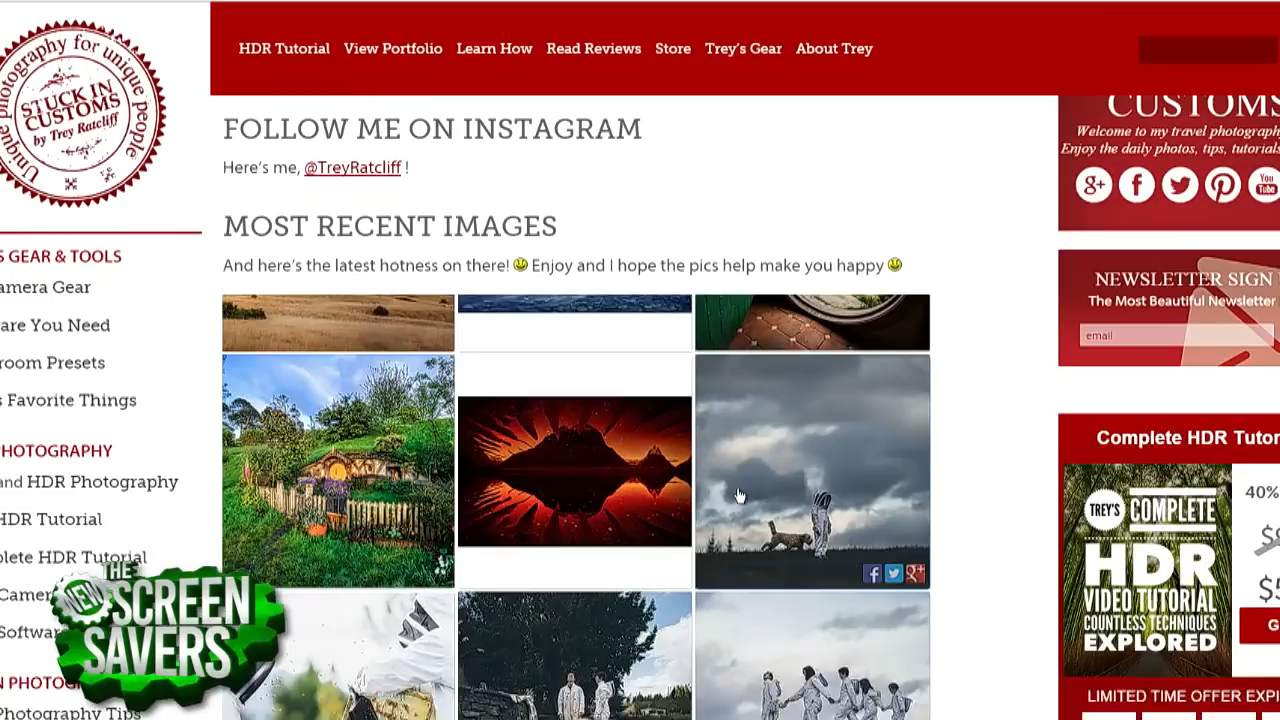 Unique photography for unique people
STUCK IN
CUSTOMS
by Trey Ratcliff
HDR Tutorial View Portfolio Learn How Read Reviews Store Trey's Gear About Trey
FOLLOW ME ON INSTAGRAM
Here's me, @TreyRatcliff !
MOST RECENT IMAGES
And here's the latest hotness on there! Enjoy and I hope the pics help make you happy
S GEAR & TOOLS
amera Gear
are You Need
room Presets
s Favorite Things
PHOTOGRAPHY
and HDR Photography
HDR Tutorial
plete HDR Tutorial
Camer
Softwar
N PHOTOG
Photography Tips
THE
NEW
SCREEN
SAVERS
CUSTOMS
Welcome to my travel photograph
Enjoy the daily photos, tips, tutorials
g+ f You Tube
NEWSLETTER SIGN
The Most Beautiful Newsletter
email
Complete HDR Tutor
TREY'S COMPLETE
HDR
VIDEO TUTORIAL
COUNTLESS TECHNIQUES
EXPLORED
40%
$5
G
LIMITED TIME OFFER EXPI
f g+